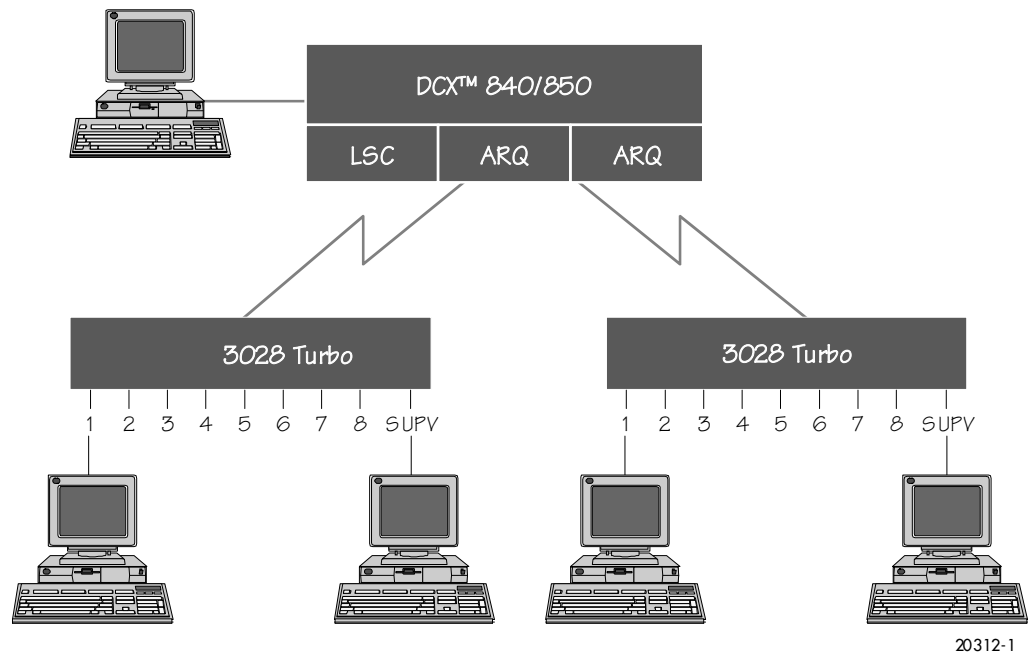 DCX™ 840/850
LSC ARQ ARQ
3028 Turbo 3028 Turbo
1 2 3 4 5 6 7 8 SUPV 1 2 3 4 5 6 7 8 SUPV
20312-1